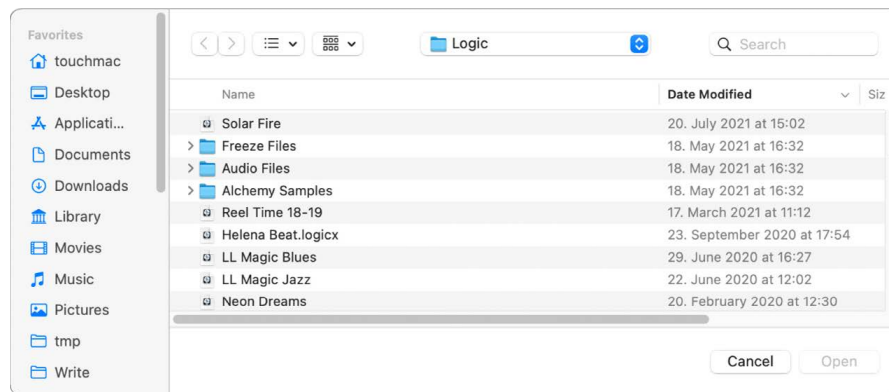 Favorites
touchmac
Desktop
Applicati...
Documents
Downloads
Library
Movies
Music
Pictures
tmp
Write
Logic
Search
Name Date Modified Siz
Solar Fire 20. July 2021 at 15:02
Freeze Files 18. May 2021 at 16:32
Audio Files 18. May 2021 at 16:32
Alchemy Samples 18. May 2021 at 16:32
Reel Time 18-19 17. March 2021 at 11:12
Helena Beat.logicx 23. September 2020 at 17:54
LL Magic Blues 29. June 2020 at 16:27
LL Magic Jazz 22. June 2020 at 12:02
Neon Dreams 20. February 2020 at 12:30
Cancel Open